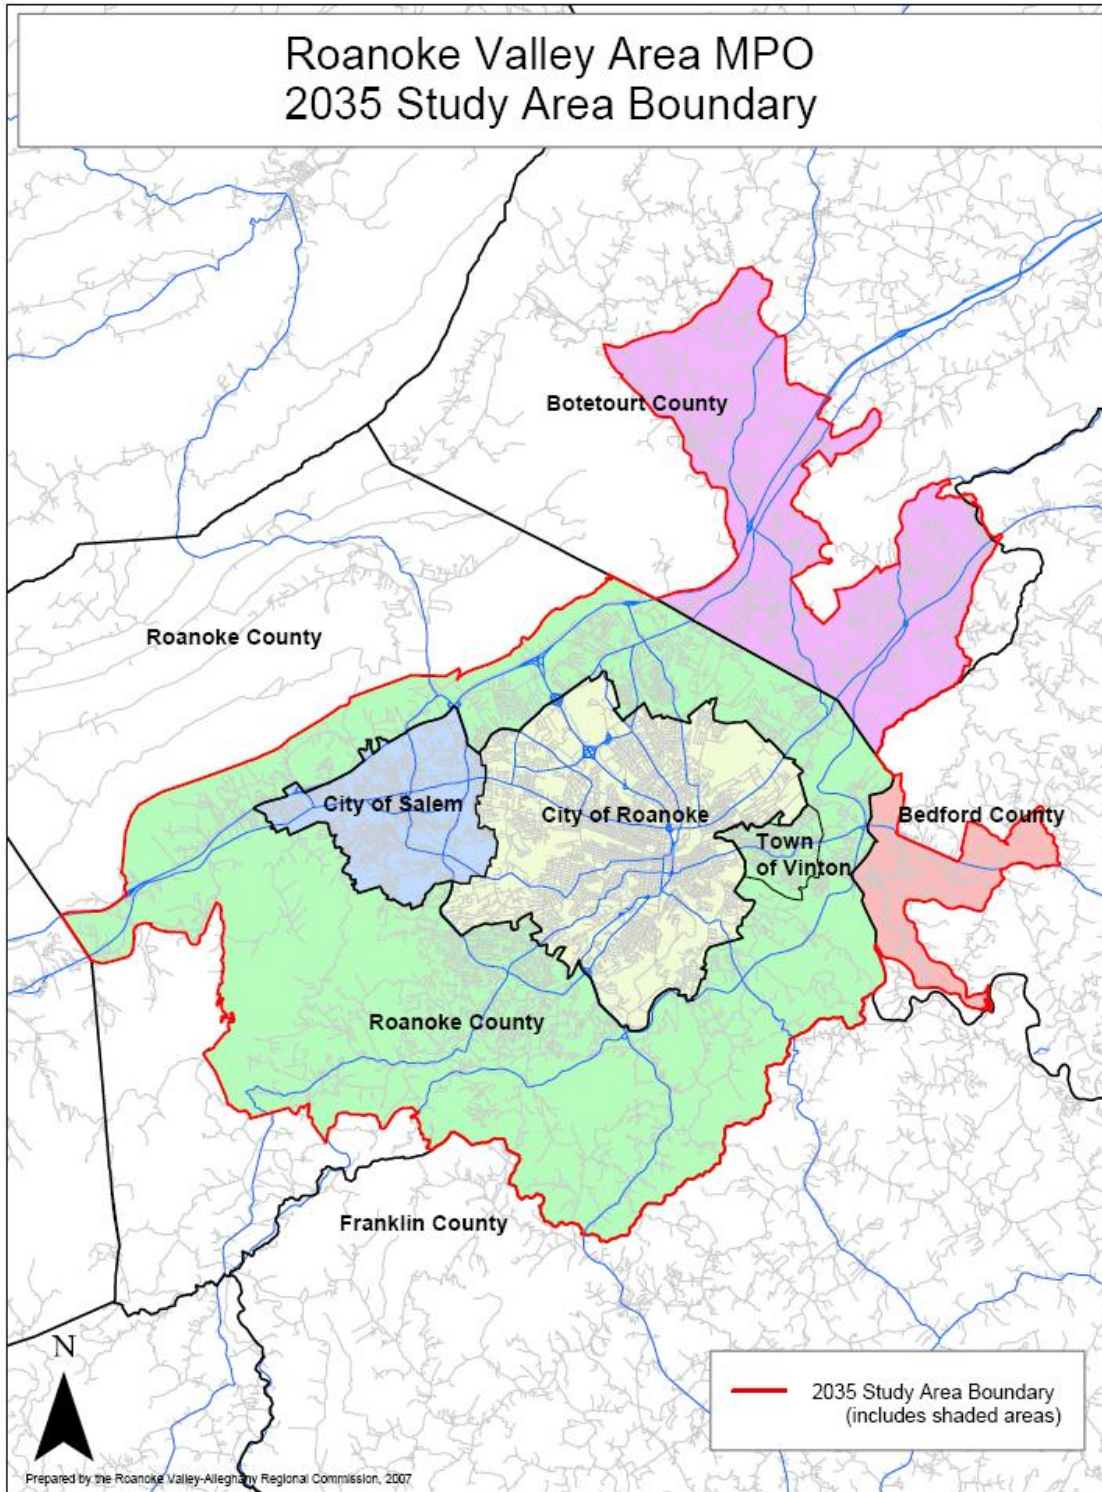 Roanoke Valley Area MPO
2035 Study Area Boundary
Botetourt County
Roanoke County
City of Salem
City of Roanoke
Bedford County
Town
of Vinton
Roanoke County
Franklin County
N
2035 Study Area Boundary
(includes shaded areas)
Prepared by the Roanoke Valley-Alleghany Regional Commission, 2007